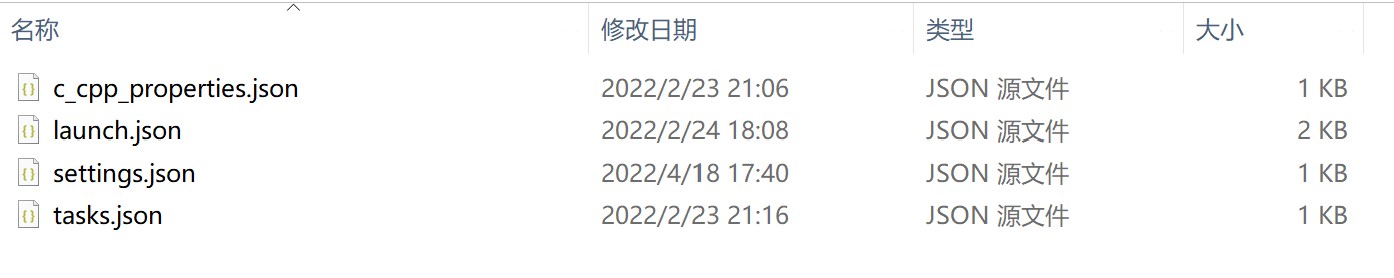 名称 修改日期 类型 大小
c_cpp_properties.json 2022/2/23 21:06 JSON 源文件 1 KB
launch.json 2022/2/24 18:08 JSON 源文件 2 KB
settings.json 2022/4/18 17:40 JSON 源文件 1 KB
tasks.json 2022/2/23 21:16 JSON 源文件 1 KB